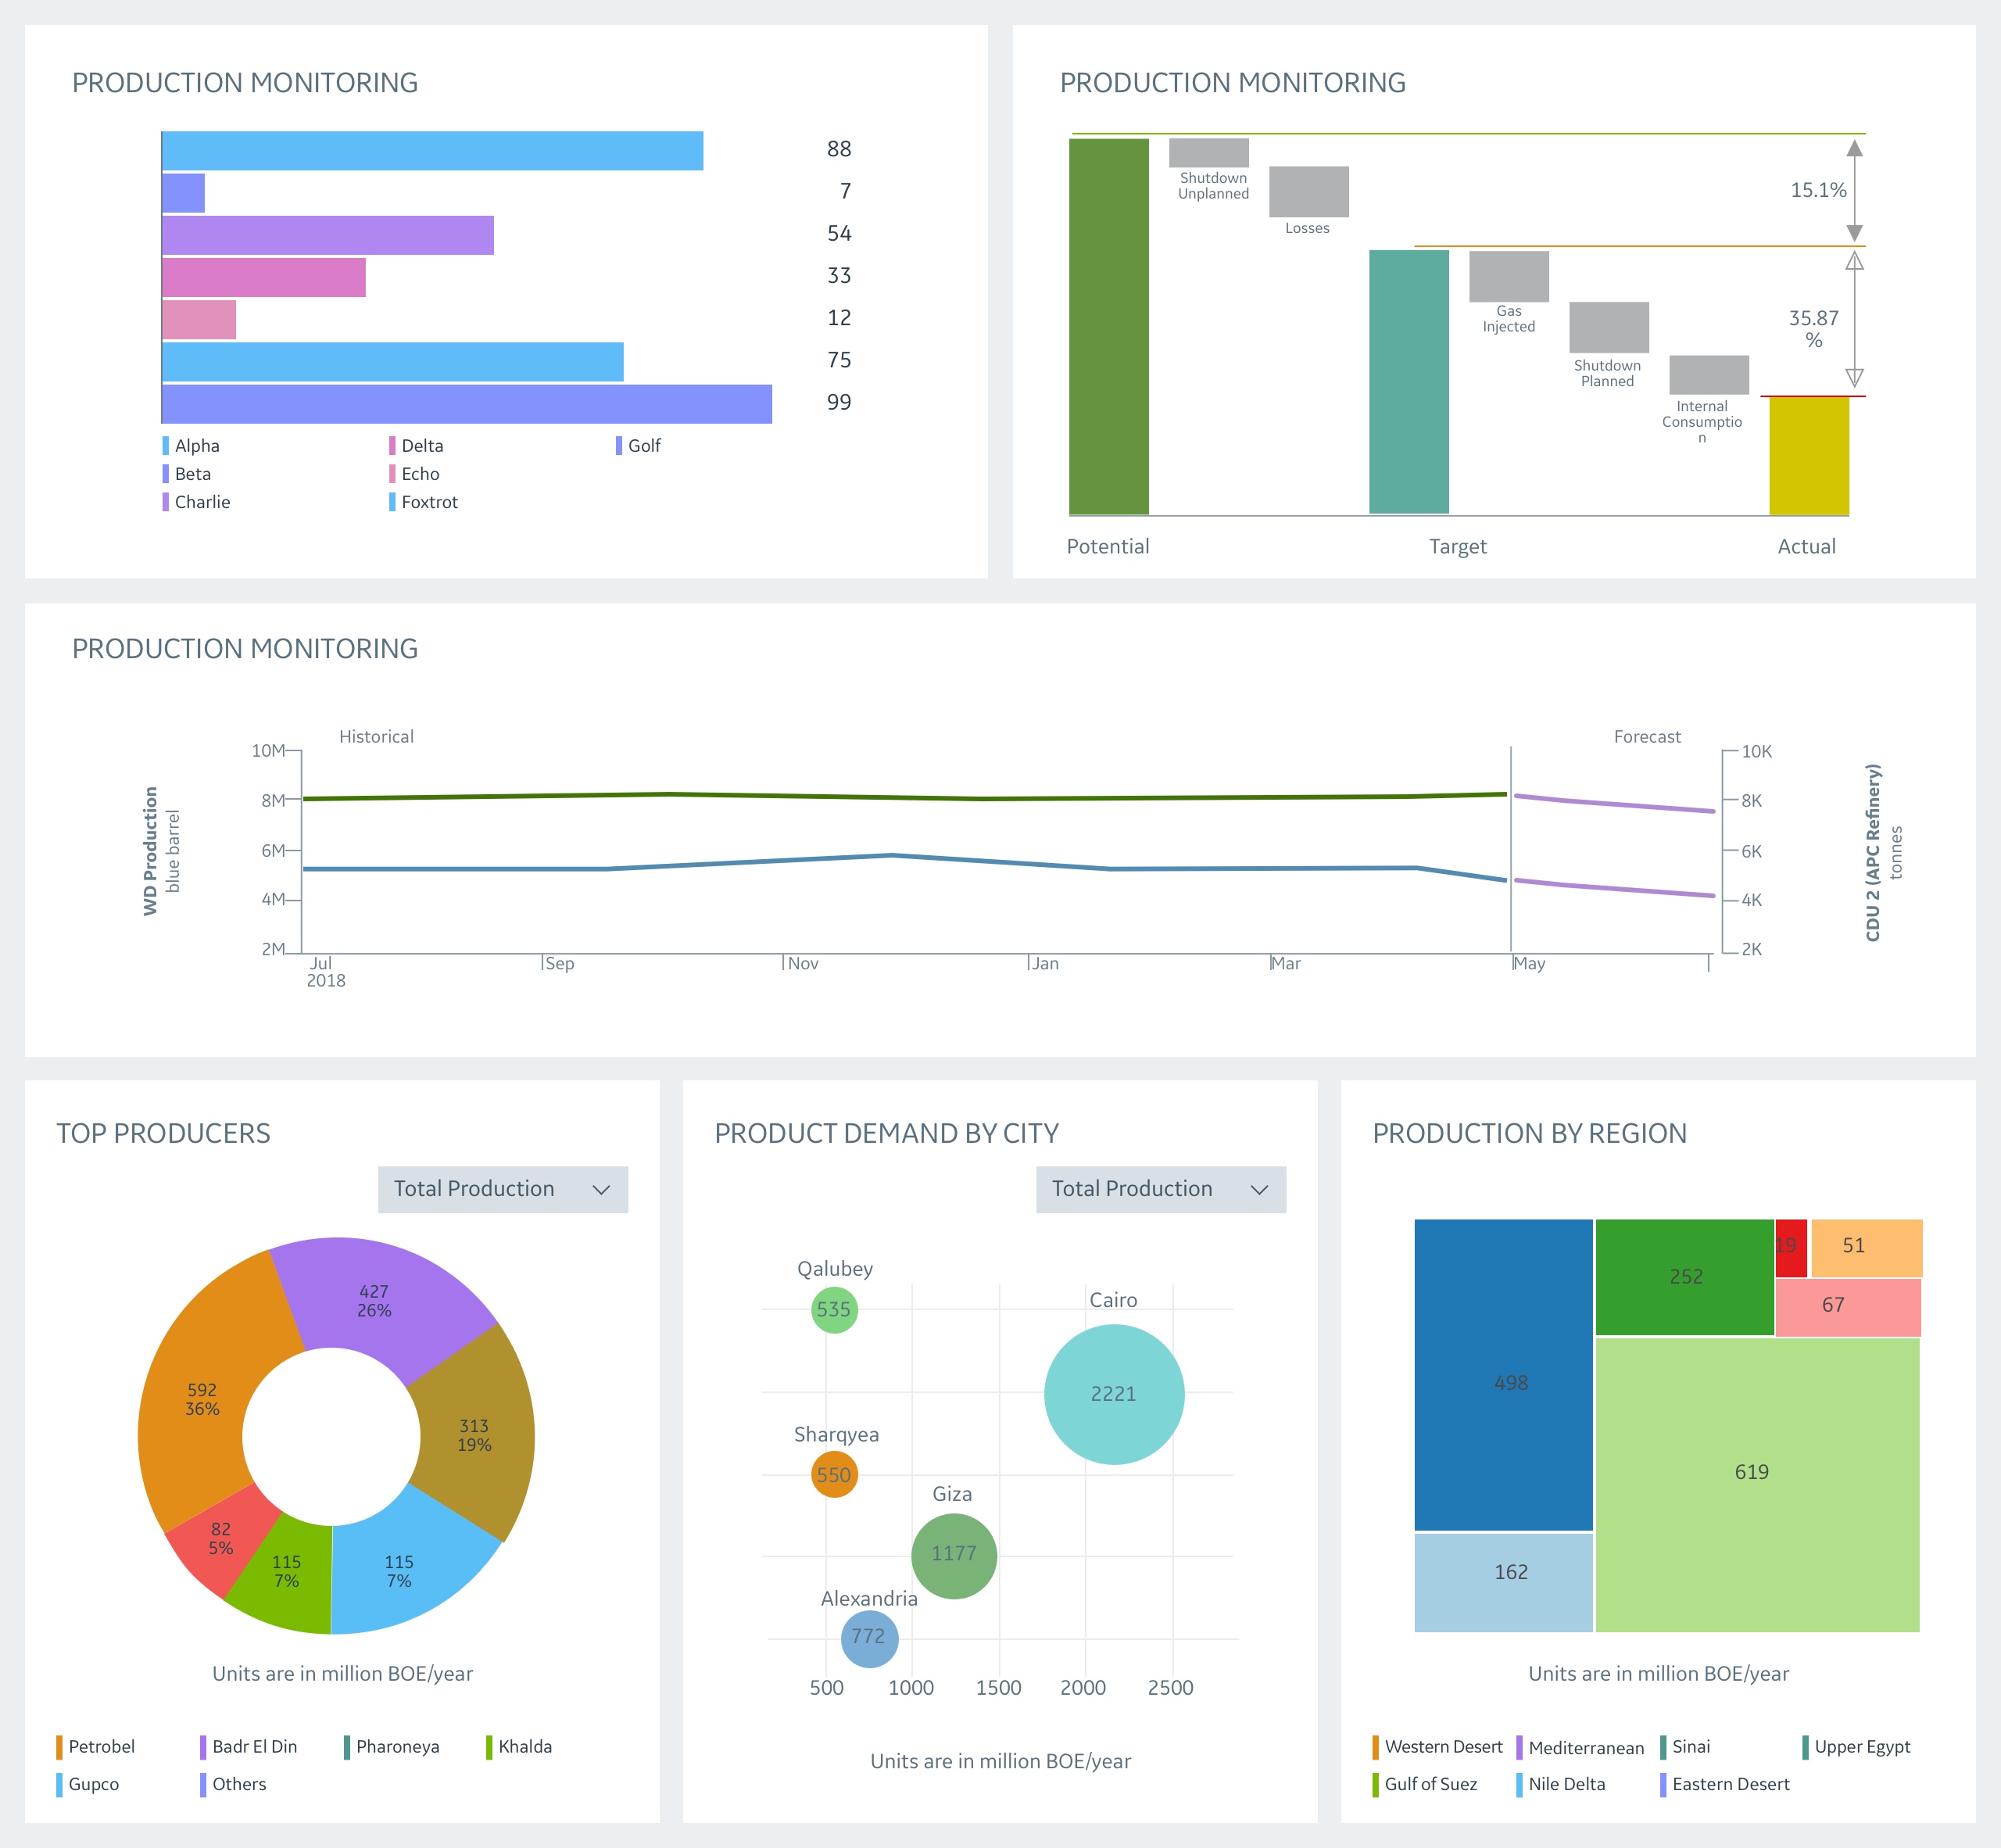 PRODUCTION MONITORING
88
7
54
33
12
75
99
Alpha
Delta
Golf
Beta
Echo
Charlie
Foxtrot
PRODUCTION MONITORING
Shutdown
Unplanned
Losses
15.1%
Gas
Injected
Shutdown
Planned
Internal
Consumptio
n
35.87
%
Potential
Target
Actual
PRODUCTION MONITORING
Historical
Forecast
WD Production
blue barrel
10M
8M
6M
4M
2M
10K
8K
6K
4K
2K
CDU 2 (APC Refinery)
tonnes
Jul
2018
Sep
Nov
Jan
Mar
May
TOP PRODUCERS
Total Production
427
26%
592
36%
313
19%
82
5%
115
7%
115
7%
Units are in million BOE/year
Petrobel
Badr El Din
Pharoneya
Khalda
Gupco
Others
PRODUCT DEMAND BY CITY
Total Production
Qalubey
535
Cairo
2221
Sharqyea
550
Giza
1177
Alexandria
772
500
1000
1500
2000
2500
Units are in million BOE/year
PRODUCTION BY REGION
19
51
252
67
498
619
162
Units are in million BOE/year
Western Desert
Mediterranean
Sinai
Upper Egypt
Gulf of Suez
Nile Delta
Eastern Desert